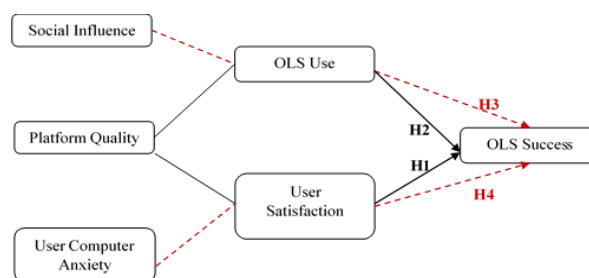 Social Influence
OLS Use
H3
H2
Platform Quality
OLS Success
H1
User
Satisfaction
H4
User Computer
Anxiety